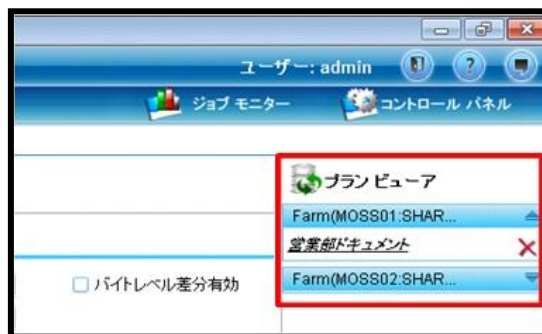 ユーザー: admin
ジョブ モニター
コントロール パネル
プラン ビューア
Farm(MOSS01:SHAR...
営業部ドキュメント
バイトレベル差分有効
Farm(MOSS02:SHAR...